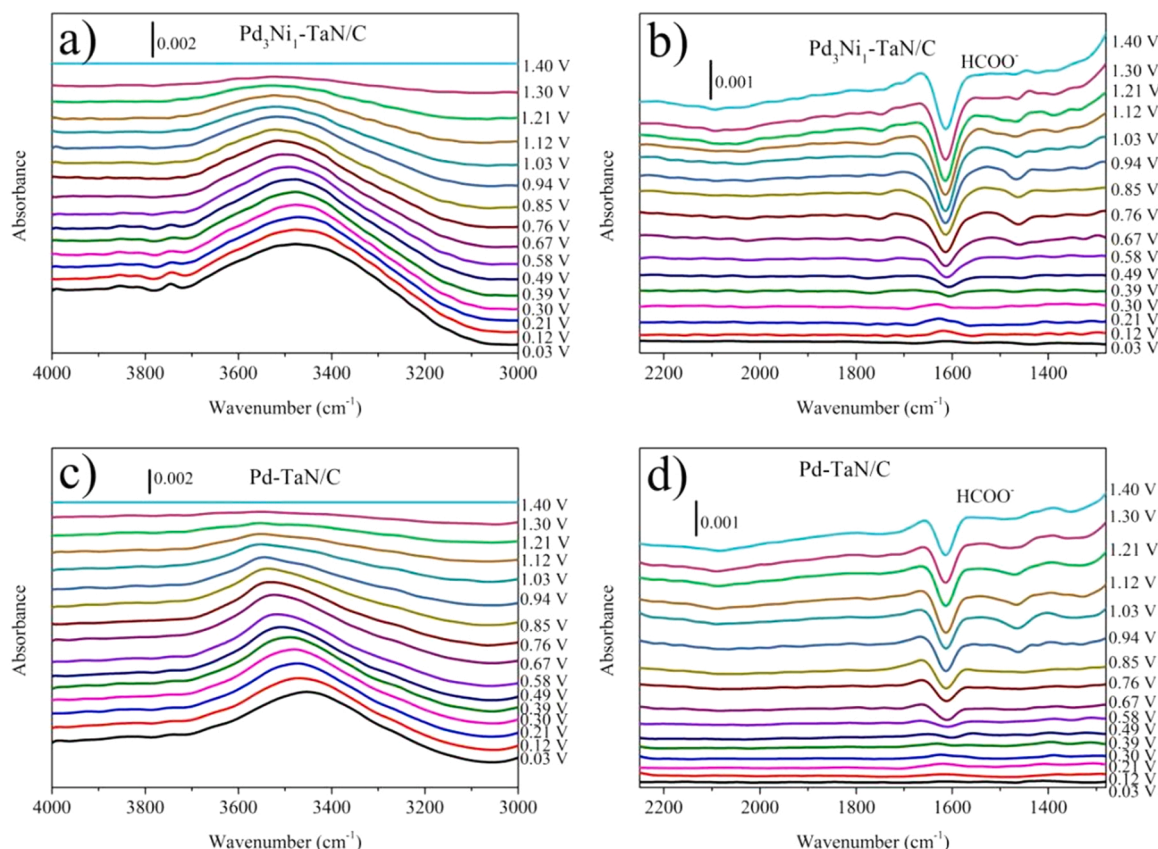 a)
0.002
Pd₃Ni₁-TaN/C
1.40 V
1.30 V
1.21 V
1.12 V
1.03 V
0.94 V
0.85 V
0.76 V
0.67 V
0.58 V
0.49 V
0.39 V
0.30 V
0.21 V
0.12 V
0.03 V
Absorbance
4000 3800 3600 3400 3200 3000
Wavenumber (cm⁻¹)
b)
0.001
Pd₃Ni₁-TaN/C
HCOO⁻
1.40 V
1.30 V
1.21 V
1.12 V
1.03 V
0.94 V
0.85 V
0.76 V
0.67 V
0.58 V
0.49 V
0.39 V
0.30 V
0.21 V
0.12 V
0.03 V
Absorbance
2200 2000 1800 1600 1400
Wavenumber (cm⁻¹)
c)
0.002
Pd-TaN/C
1.40 V
1.30 V
1.21 V
1.12 V
1.03 V
0.94 V
0.85 V
0.76 V
0.67 V
0.58 V
0.49 V
0.39 V
0.30 V
0.21 V
0.12 V
0.03 V
Absorbance
4000 3800 3600 3400 3200 3000
Wavenumber (cm⁻¹)
d)
0.001
Pd-TaN/C
HCOO⁻
1.40 V
1.30 V
1.21 V
1.12 V
1.03 V
0.94 V
0.85 V
0.76 V
0.67 V
0.58 V
0.49 V
0.39 V
0.30 V
0.21 V
0.12 V
0.03 V
Absorbance
2200 2000 1800 1600 1400
Wavenumber (cm⁻¹)